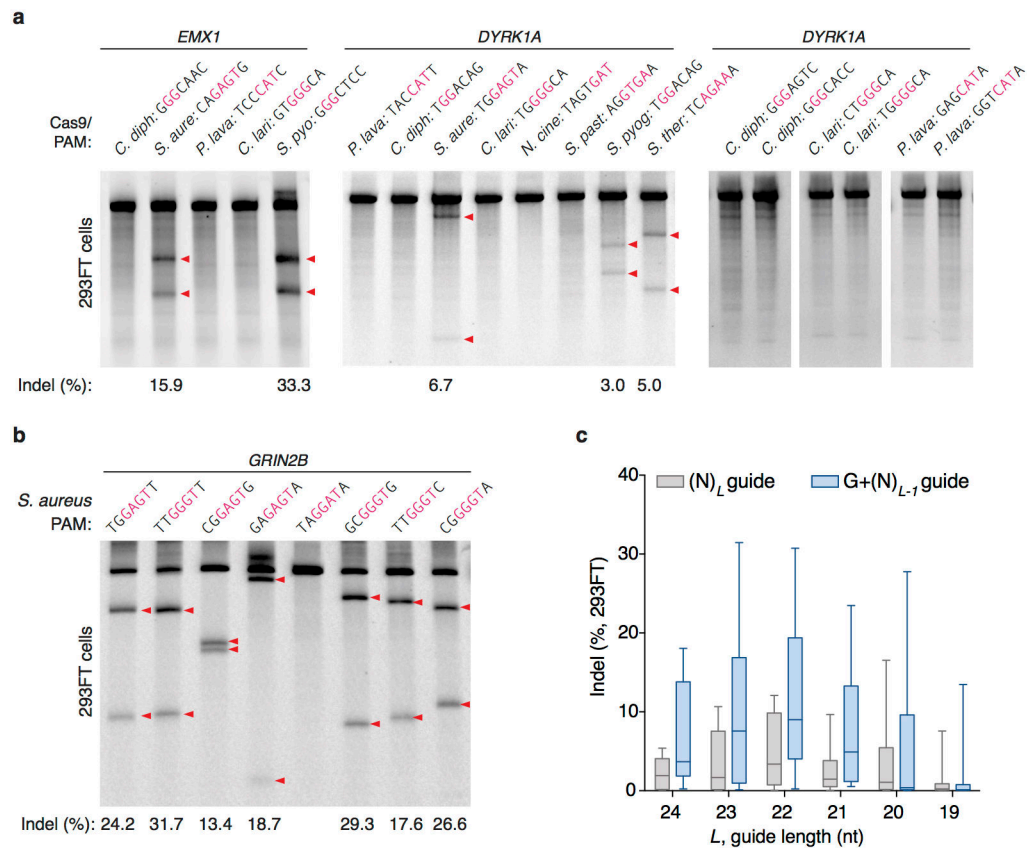 a
EMX1
DYRK1A
DYRK1A
Cas9/
PAM:
C. diph: GGGCAAC
S. aure: CAGAGTG
P. lava: TCCCATC
C. lari: GTGGGCA
S. pyo: GGGCTCC
P. lava: TACCATT
C. diph: TGGACAG
S. aure: TGGAGTA
C. lari: TGGGGCA
N. cine: TAGTGAT
S. past: AGGTGAA
S. pyog: TGGACAG
S. ther: TCAGAAA
C. diph: GGGAGTC
C. diph: GGGCACC
C. lari: CTGGGCA
C. lari: TGGGGCA
P. lava: GAGCATA
P. lava: GGTCATA
293FT cells
Indel (%): 15.9 33.3 6.7 3.0 5.0
b
GRIN2B
S. aureus
PAM:
TGGAGTT
TTGGGTT
CGGAGTG
GAGAGTA
TAGGATA
GCGGGTG
TTGGGTC
CGGGGTA
293FT cells
Indel (%): 24.2 31.7 13.4 18.7 29.3 17.6 26.6
c
(N)L guide
G+(N)L-1 guide
Indel (%, 293FT)
40
30
20
10
0
24 23 22 21 20 19
L, guide length (nt)